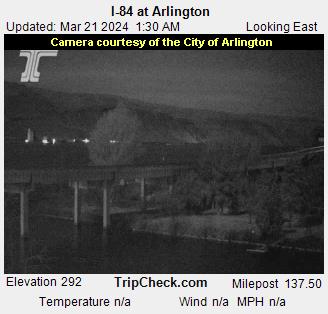 I-84 at Arlington
Updated: Mar 21 2024 1:30 AM Looking East
Camera courtesy of the City of Arlington
Elevation 292 TripCheck.com Milepost 137.50
Temperature n/a Wind n/a MPH n/a